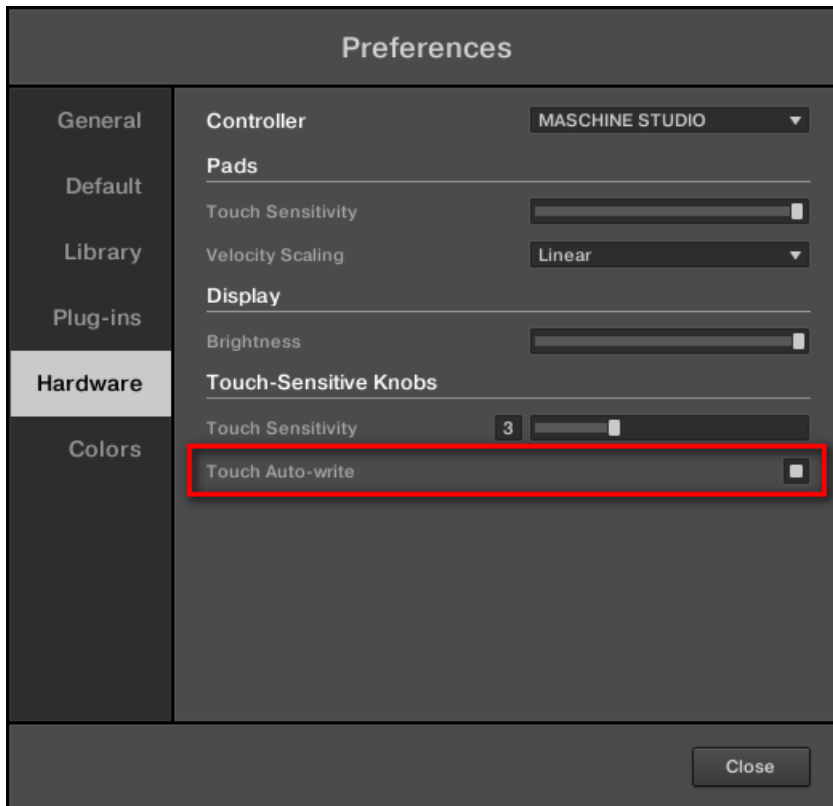 Preferences
General
Default
Library
Plug-ins
Hardware
Colors
Controller MASCHINE STUDIO
Pads
Touch Sensitivity
Velocity Scaling Linear
Display
Brightness
Touch-Sensitive Knobs
Touch Sensitivity 3
Touch Auto-write
Close